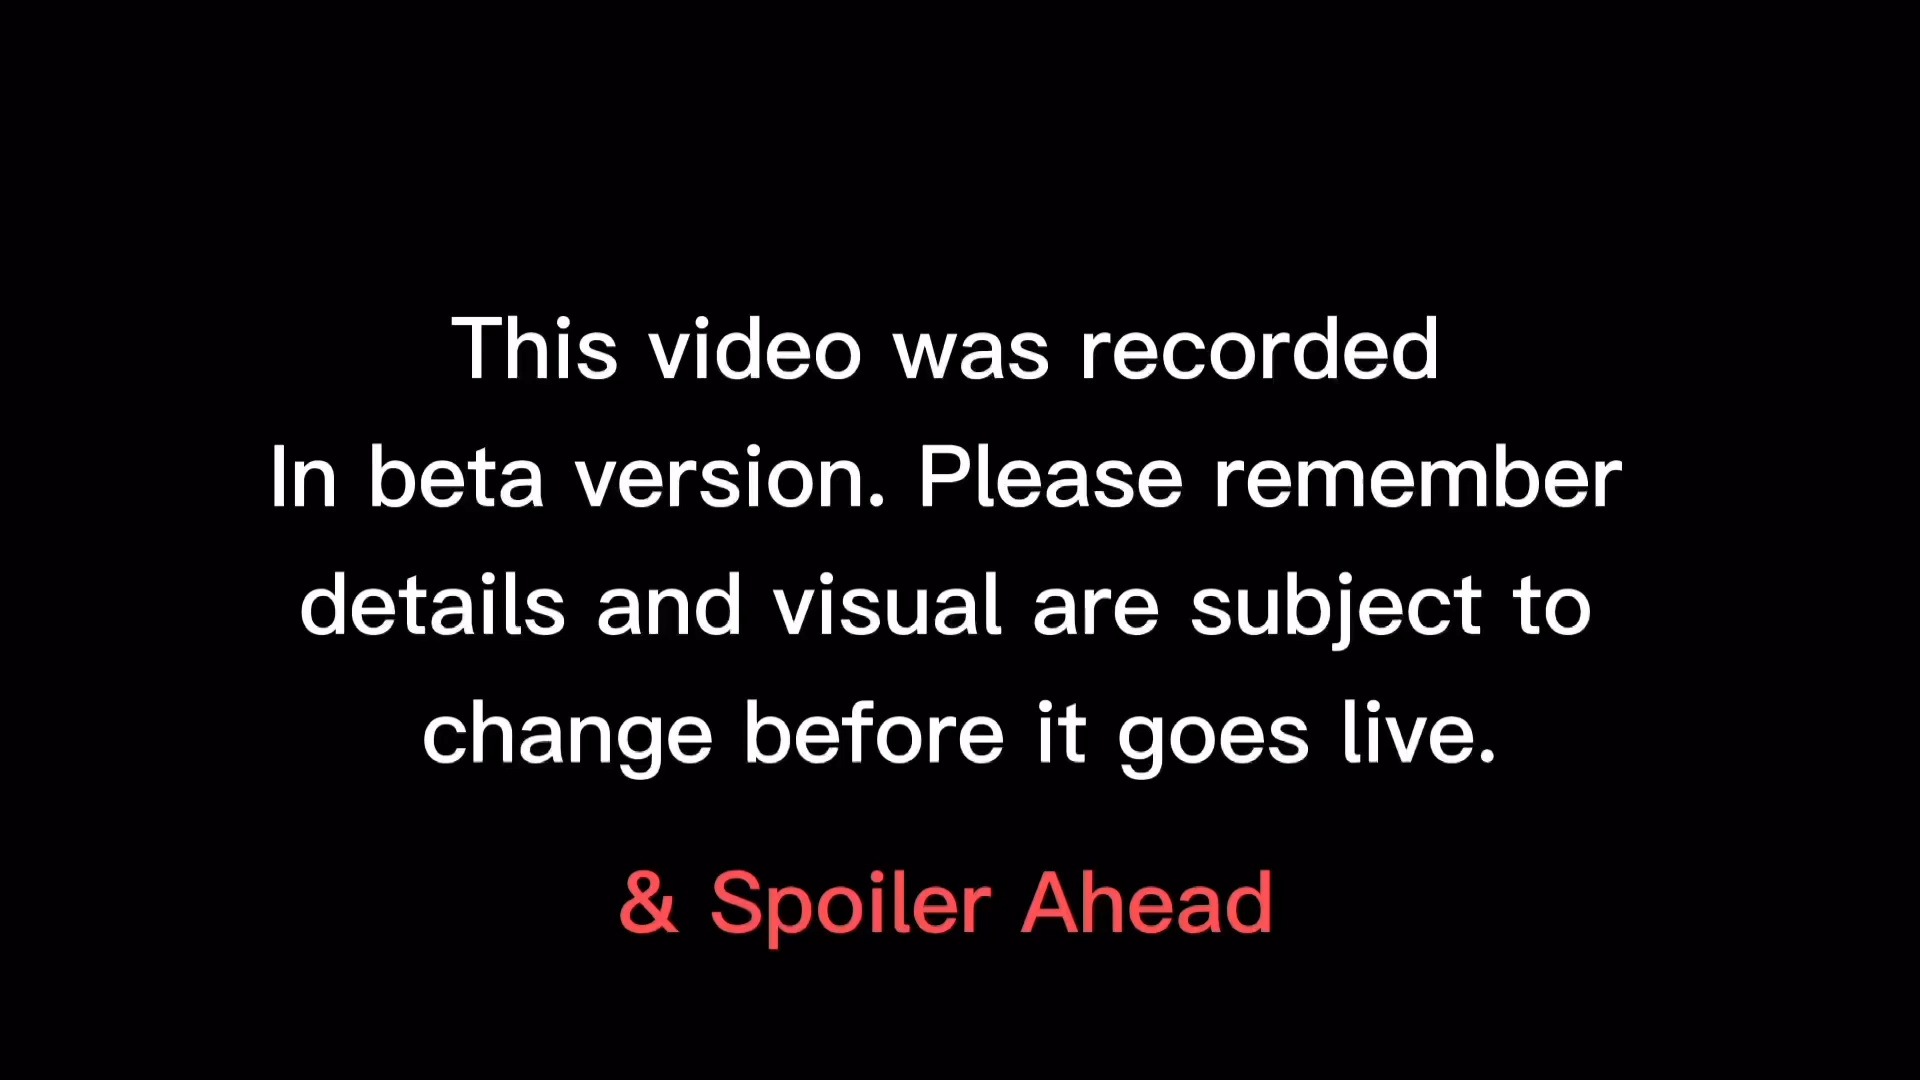 This video was recorded
In beta version. Please remember
details and visual are subject to
change before it goes live.
& Spoiler Ahead